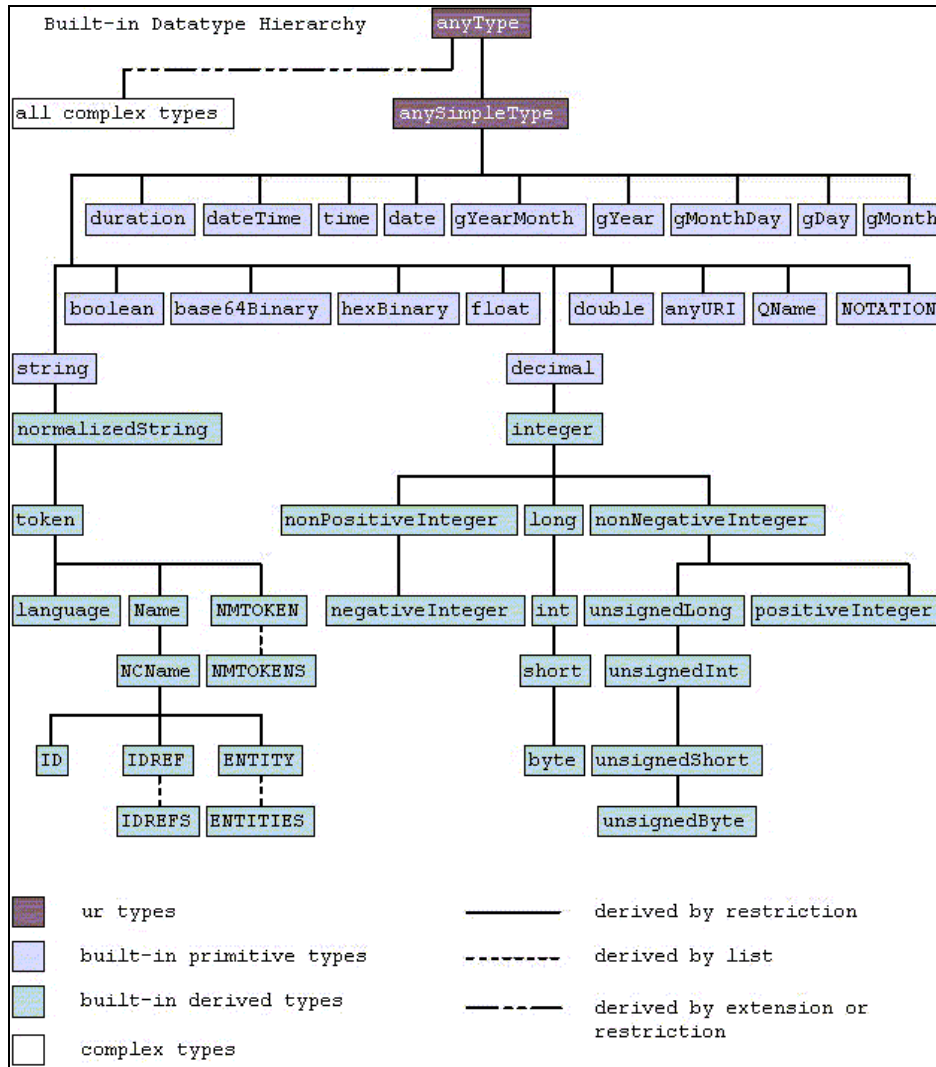 Built-in Datatype Hierarchy
anyType
all complex types
anySimpleType
duration
dateTime
time
date
gYearMonth
gYear
gMonthDay
gDay
gMonth
boolean
base64Binary
hexBinary
float
double
anyURI
QName
NOTATION
string
decimal
normalizedString
integer
token
nonPositiveInteger
long
nonNegativeInteger
language
Name
NMTOKEN
negativeInteger
int
unsignedLong
positiveInteger
NCName
NMTOKENS
short
unsignedInt
ID
IDREF
ENTITY
byte
unsignedShort
IDREFS
ENTITIES
unsignedByte
ur types
derived by restriction
built-in primitive types
derived by list
built-in derived types
derived by extension or
restriction
complex types